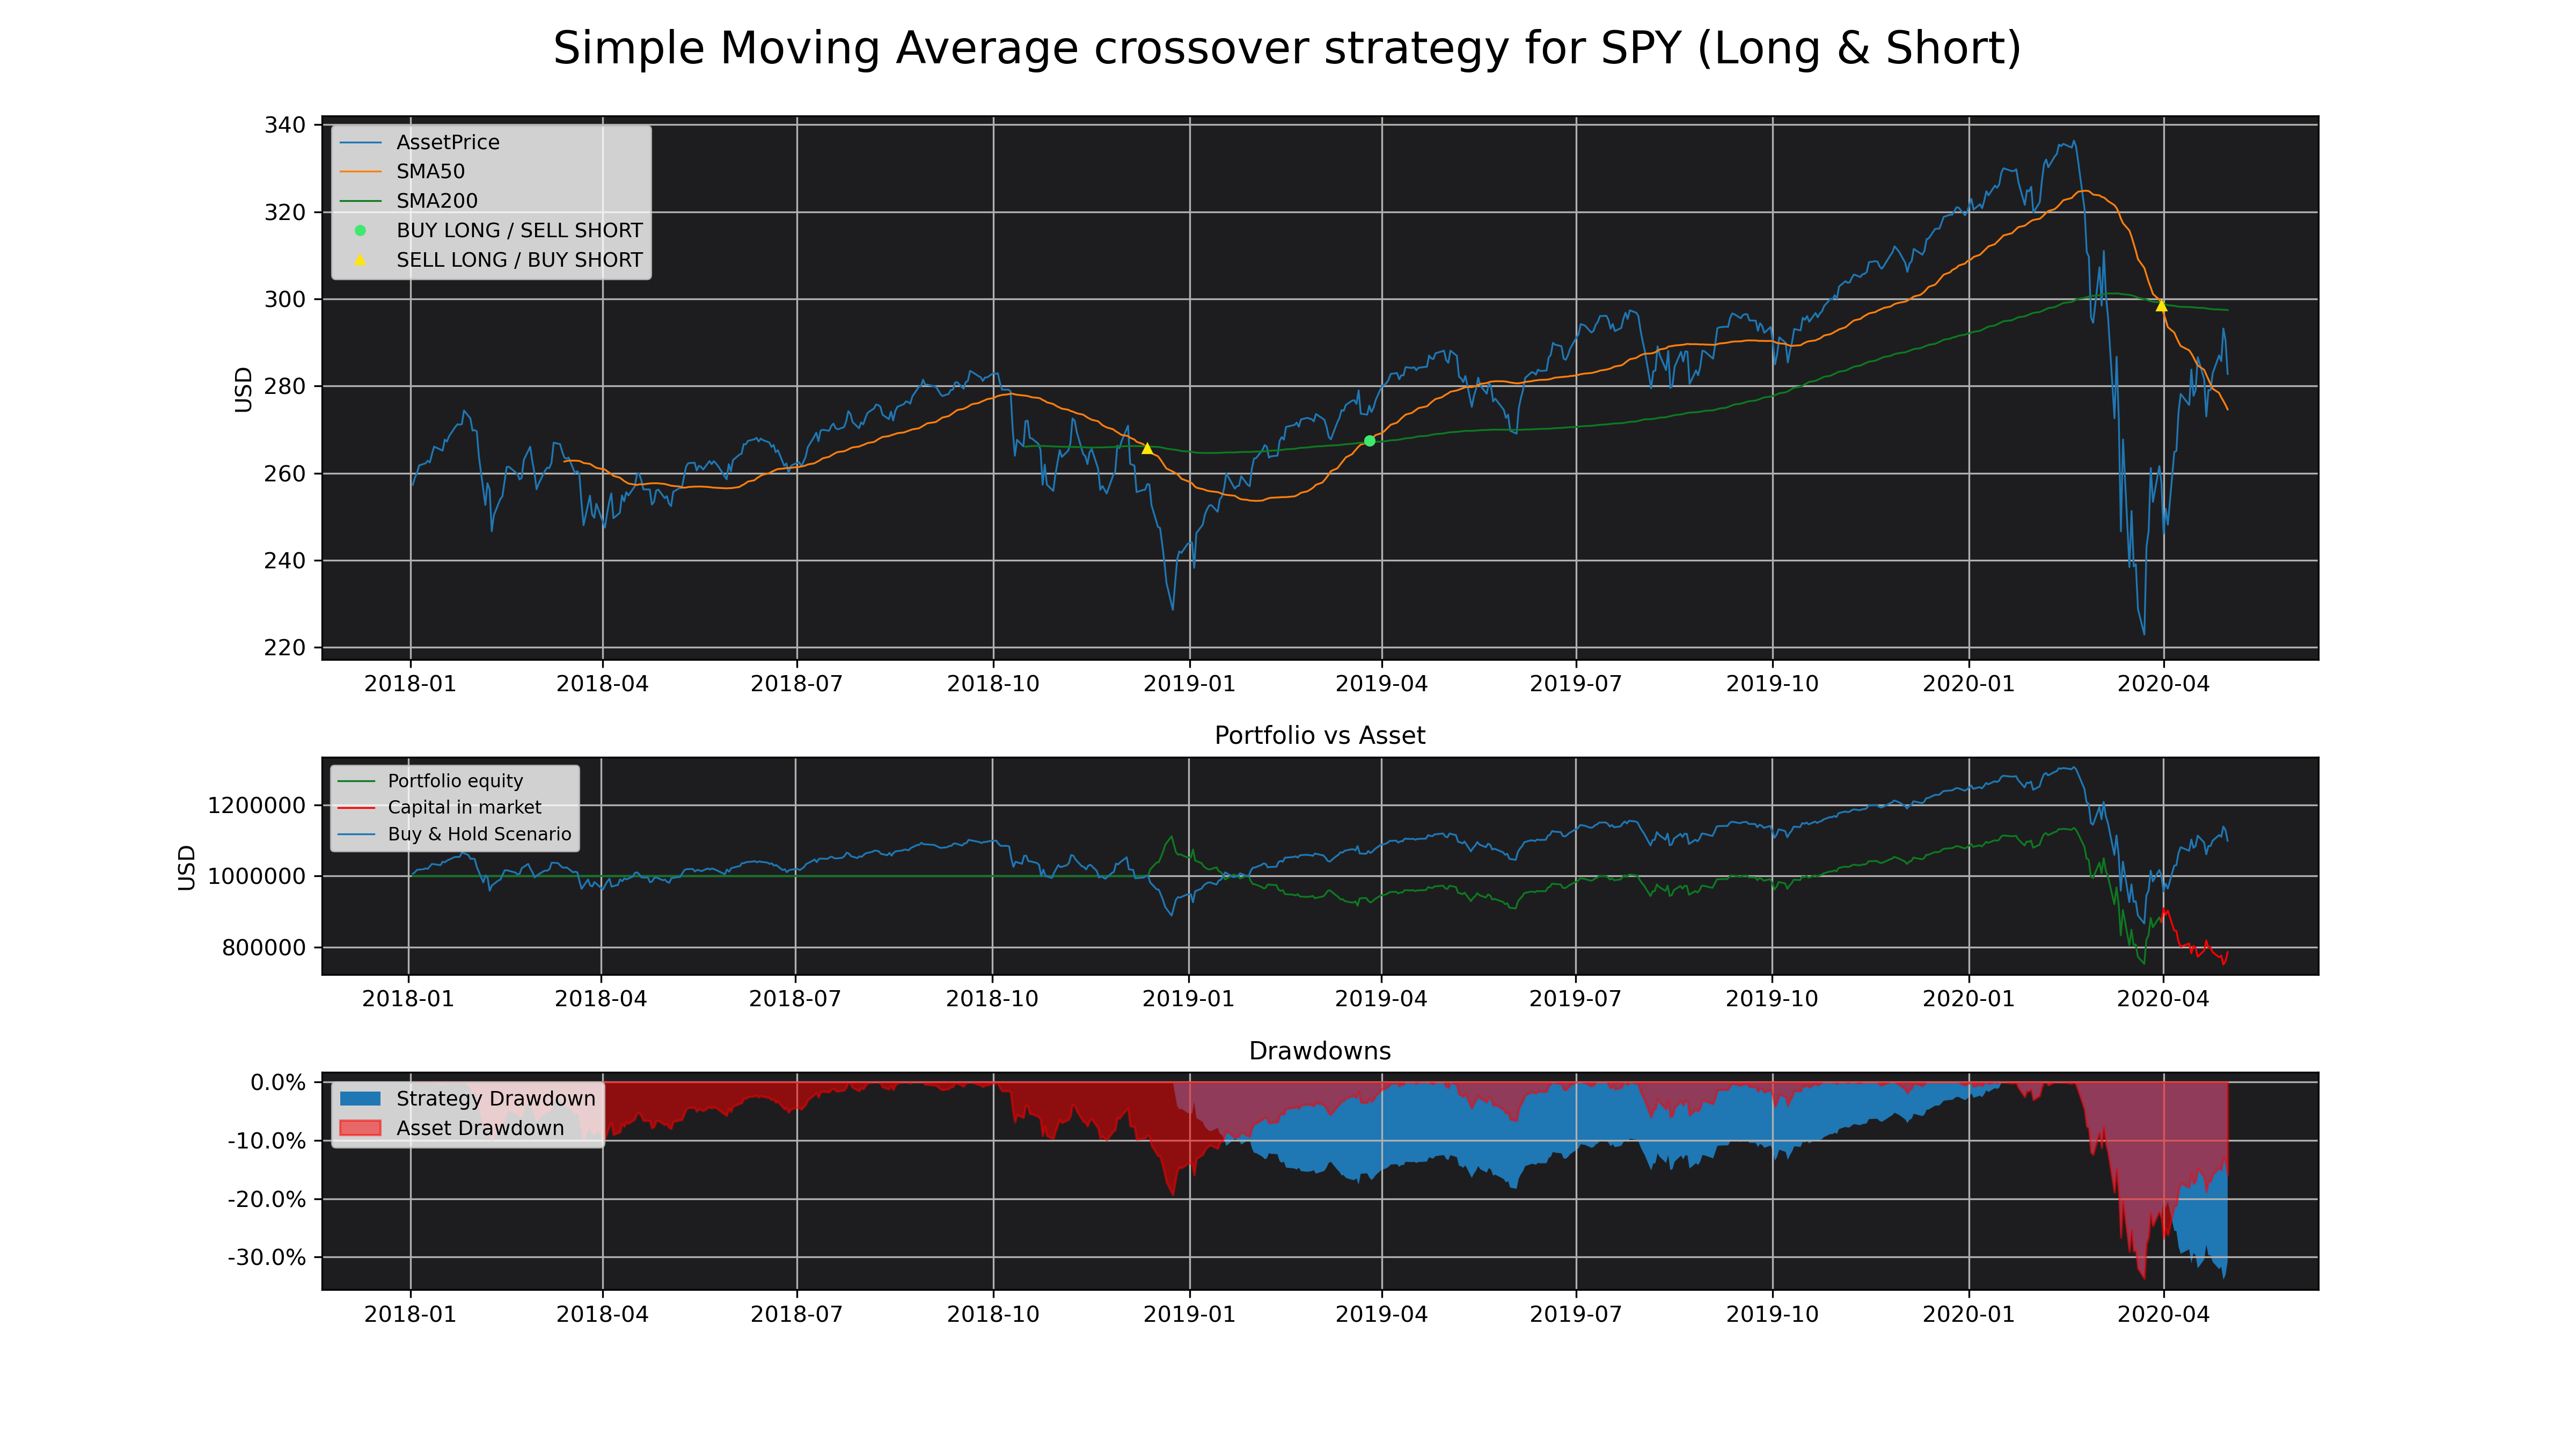 Simple Moving Average crossover strategy for SPY (Long & Short)
340
320
300
280
260
240
220
USD
AssetPrice
SMA50
SMA200
BUY LONG / SELL SHORT
SELL LONG / BUY SHORT
2018-01 2018-04 2018-07 2018-10 2019-01 2019-04 2019-07 2019-10 2020-01 2020-04
Portfolio vs Asset
1200000
1000000
800000
USD
Portfolio equity
Capital in market
Buy & Hold Scenario
2018-01 2018-04 2018-07 2018-10 2019-01 2019-04 2019-07 2019-10 2020-01 2020-04
Drawdowns
0.0%
-10.0%
-20.0%
-30.0%
Strategy Drawdown
Asset Drawdown
2018-01 2018-04 2018-07 2018-10 2019-01 2019-04 2019-07 2019-10 2020-01 2020-04